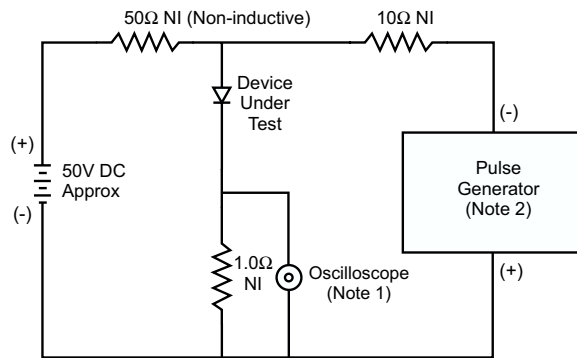 50Ω NI (Non-inductive)
10Ω NI
Device
Under
Test
(-)
(+)
50V DC
Approx
(-)
Pulse
Generator
(Note 2)
1.0Ω
NI
Oscilloscope
(Note 1)
(+)